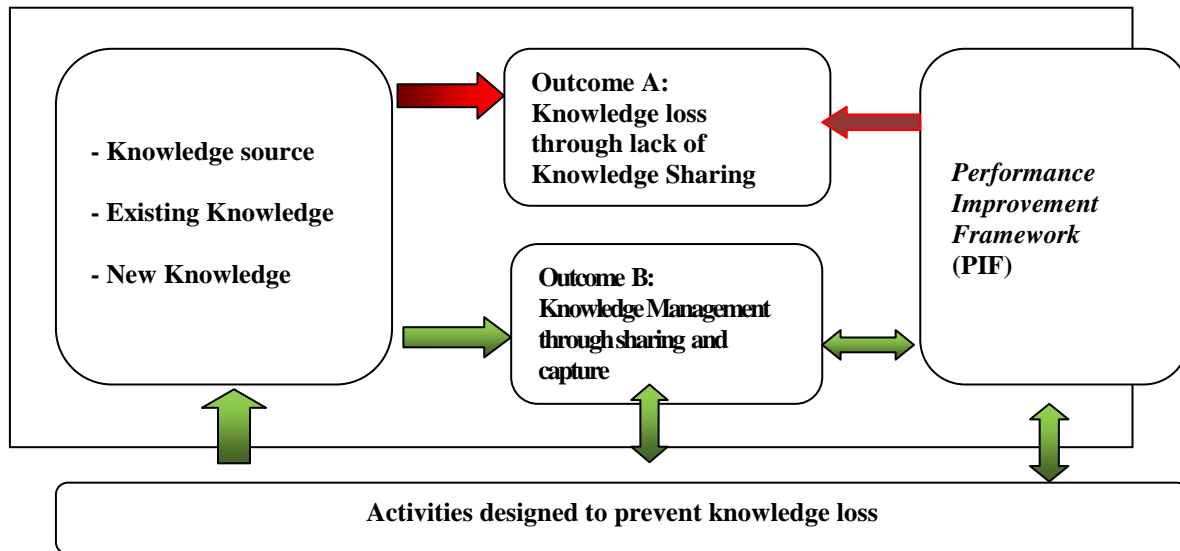 - Knowledge source
- Existing Knowledge
- New Knowledge
Outcome A:
Knowledge loss
through lack of
Knowledge Sharing
Outcome B:
Knowledge Management
through sharing and
capture
Performance
Improvement
Framework
(PIF)
Activities designed to prevent knowledge loss